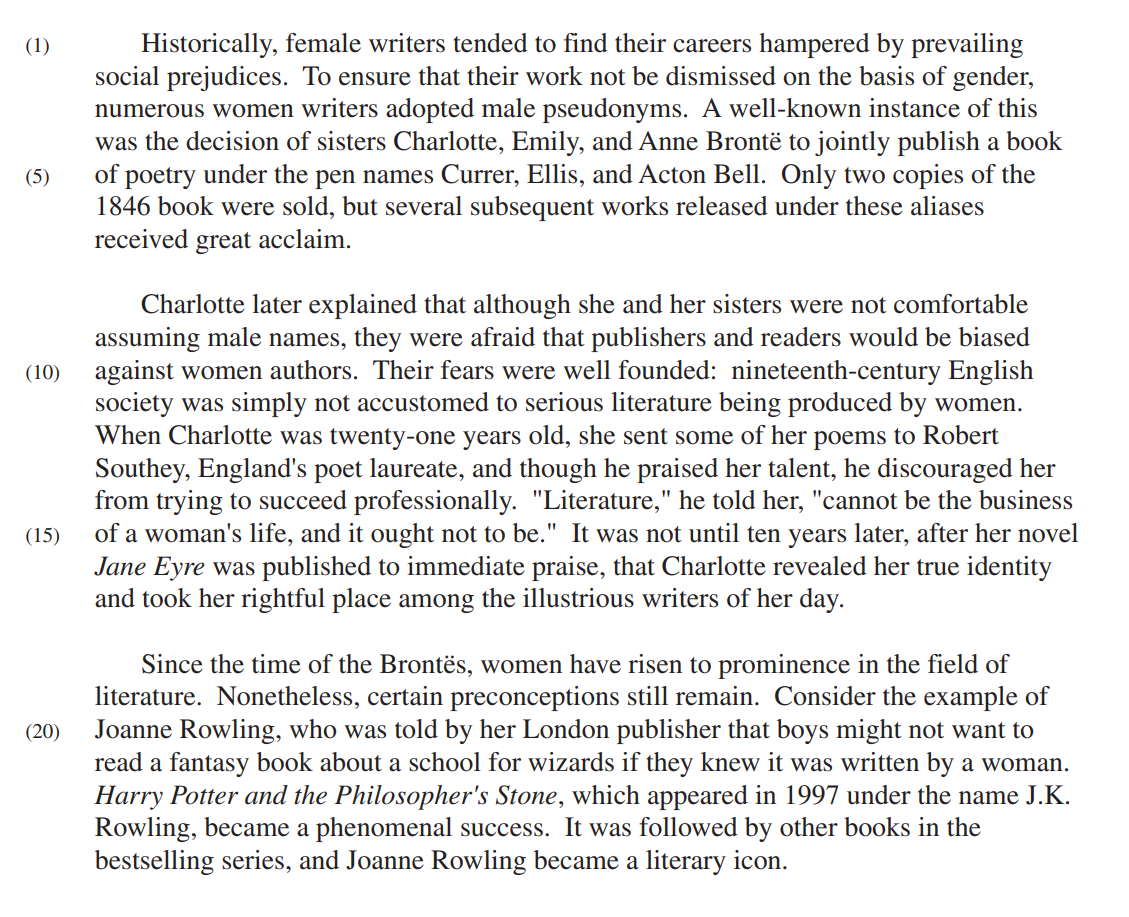 (1) Historically, female writers tended to find their careers hampered by prevailing
social prejudices.  To ensure that their work not be dismissed on the basis of gender,
numerous women writers adopted male pseudonyms.  A well-known instance of this
was the decision of sisters Charlotte, Emily, and Anne Brontë to jointly publish a book
(5) of poetry under the pen names Currer, Ellis, and Acton Bell.  Only two copies of the
1846 book were sold, but several subsequent works released under these aliases
received great acclaim.
Charlotte later explained that although she and her sisters were not comfortable
assuming male names, they were afraid that publishers and readers would be biased
(10) against women authors.  Their fears were well founded:  nineteenth-century English
society was simply not accustomed to serious literature being produced by women.
When Charlotte was twenty-one years old, she sent some of her poems to Robert
Southey, England's poet laureate, and though he praised her talent, he discouraged her
from trying to succeed professionally.  "Literature," he told her, "cannot be the business
(15) of a woman's life, and it ought not to be."  It was not until ten years later, after her novel
Jane Eyre was published to immediate praise, that Charlotte revealed her true identity
and took her rightful place among the illustrious writers of her day.
Since the time of the Brontës, women have risen to prominence in the field of
literature.  Nonetheless, certain preconceptions still remain.  Consider the example of
(20) Joanne Rowling, who was told by her London publisher that boys might not want to
read a fantasy book about a school for wizards if they knew it was written by a woman.
Harry Potter and the Philosopher's Stone, which appeared in 1997 under the name J.K.
Rowling, became a phenomenal success.  It was followed by other books in the
bestselling series, and Joanne Rowling became a literary icon.